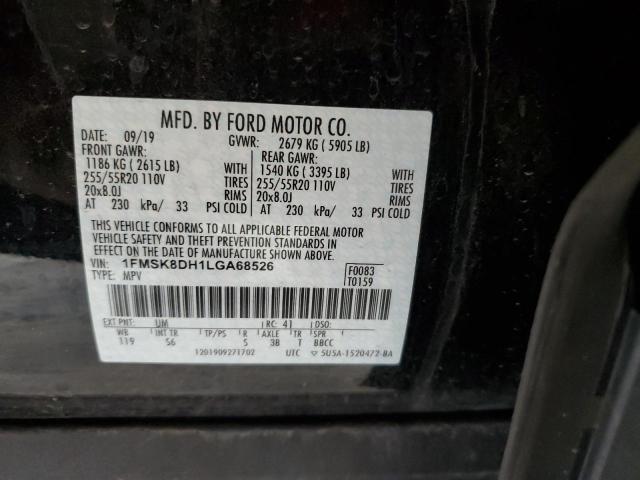 MFD. BY FORD MOTOR CO.
DATE: 09/19 GVWR: 2679 KG ( 5905 LB)
FRONT GAWR: REAR GAWR:
1186 KG ( 2615 LB) WITH 1540 KG ( 3395 LB) WITH
255/55R20 110V TIRES 255/55R20 110V TIRES
20x8.0J RIMS 20x8.0J RIMS
AT 230 kPa/ 33 PSI COLD AT 230 kPa/ 33 PSI COLD
THIS VEHICLE CONFORMS TO ALL APPLICABLE FEDERAL MOTOR
VEHICLE SAFETY AND THEFT PREVENTION STANDARDS IN
EFFECT ON THE DATE OF MANUFACTURE SHOWN ABOVE.
VIN: 1FMSK8DH1LGA68526 F0083
TYPE: MPV T0159
EXT PNT: UM RC: 41 DSO:
WB INT TR TP/PS R AXLE TR SPR
119 S6 5 3B T BBCC
1201909271702 UTC ▽ 5U5A-1520472-BA